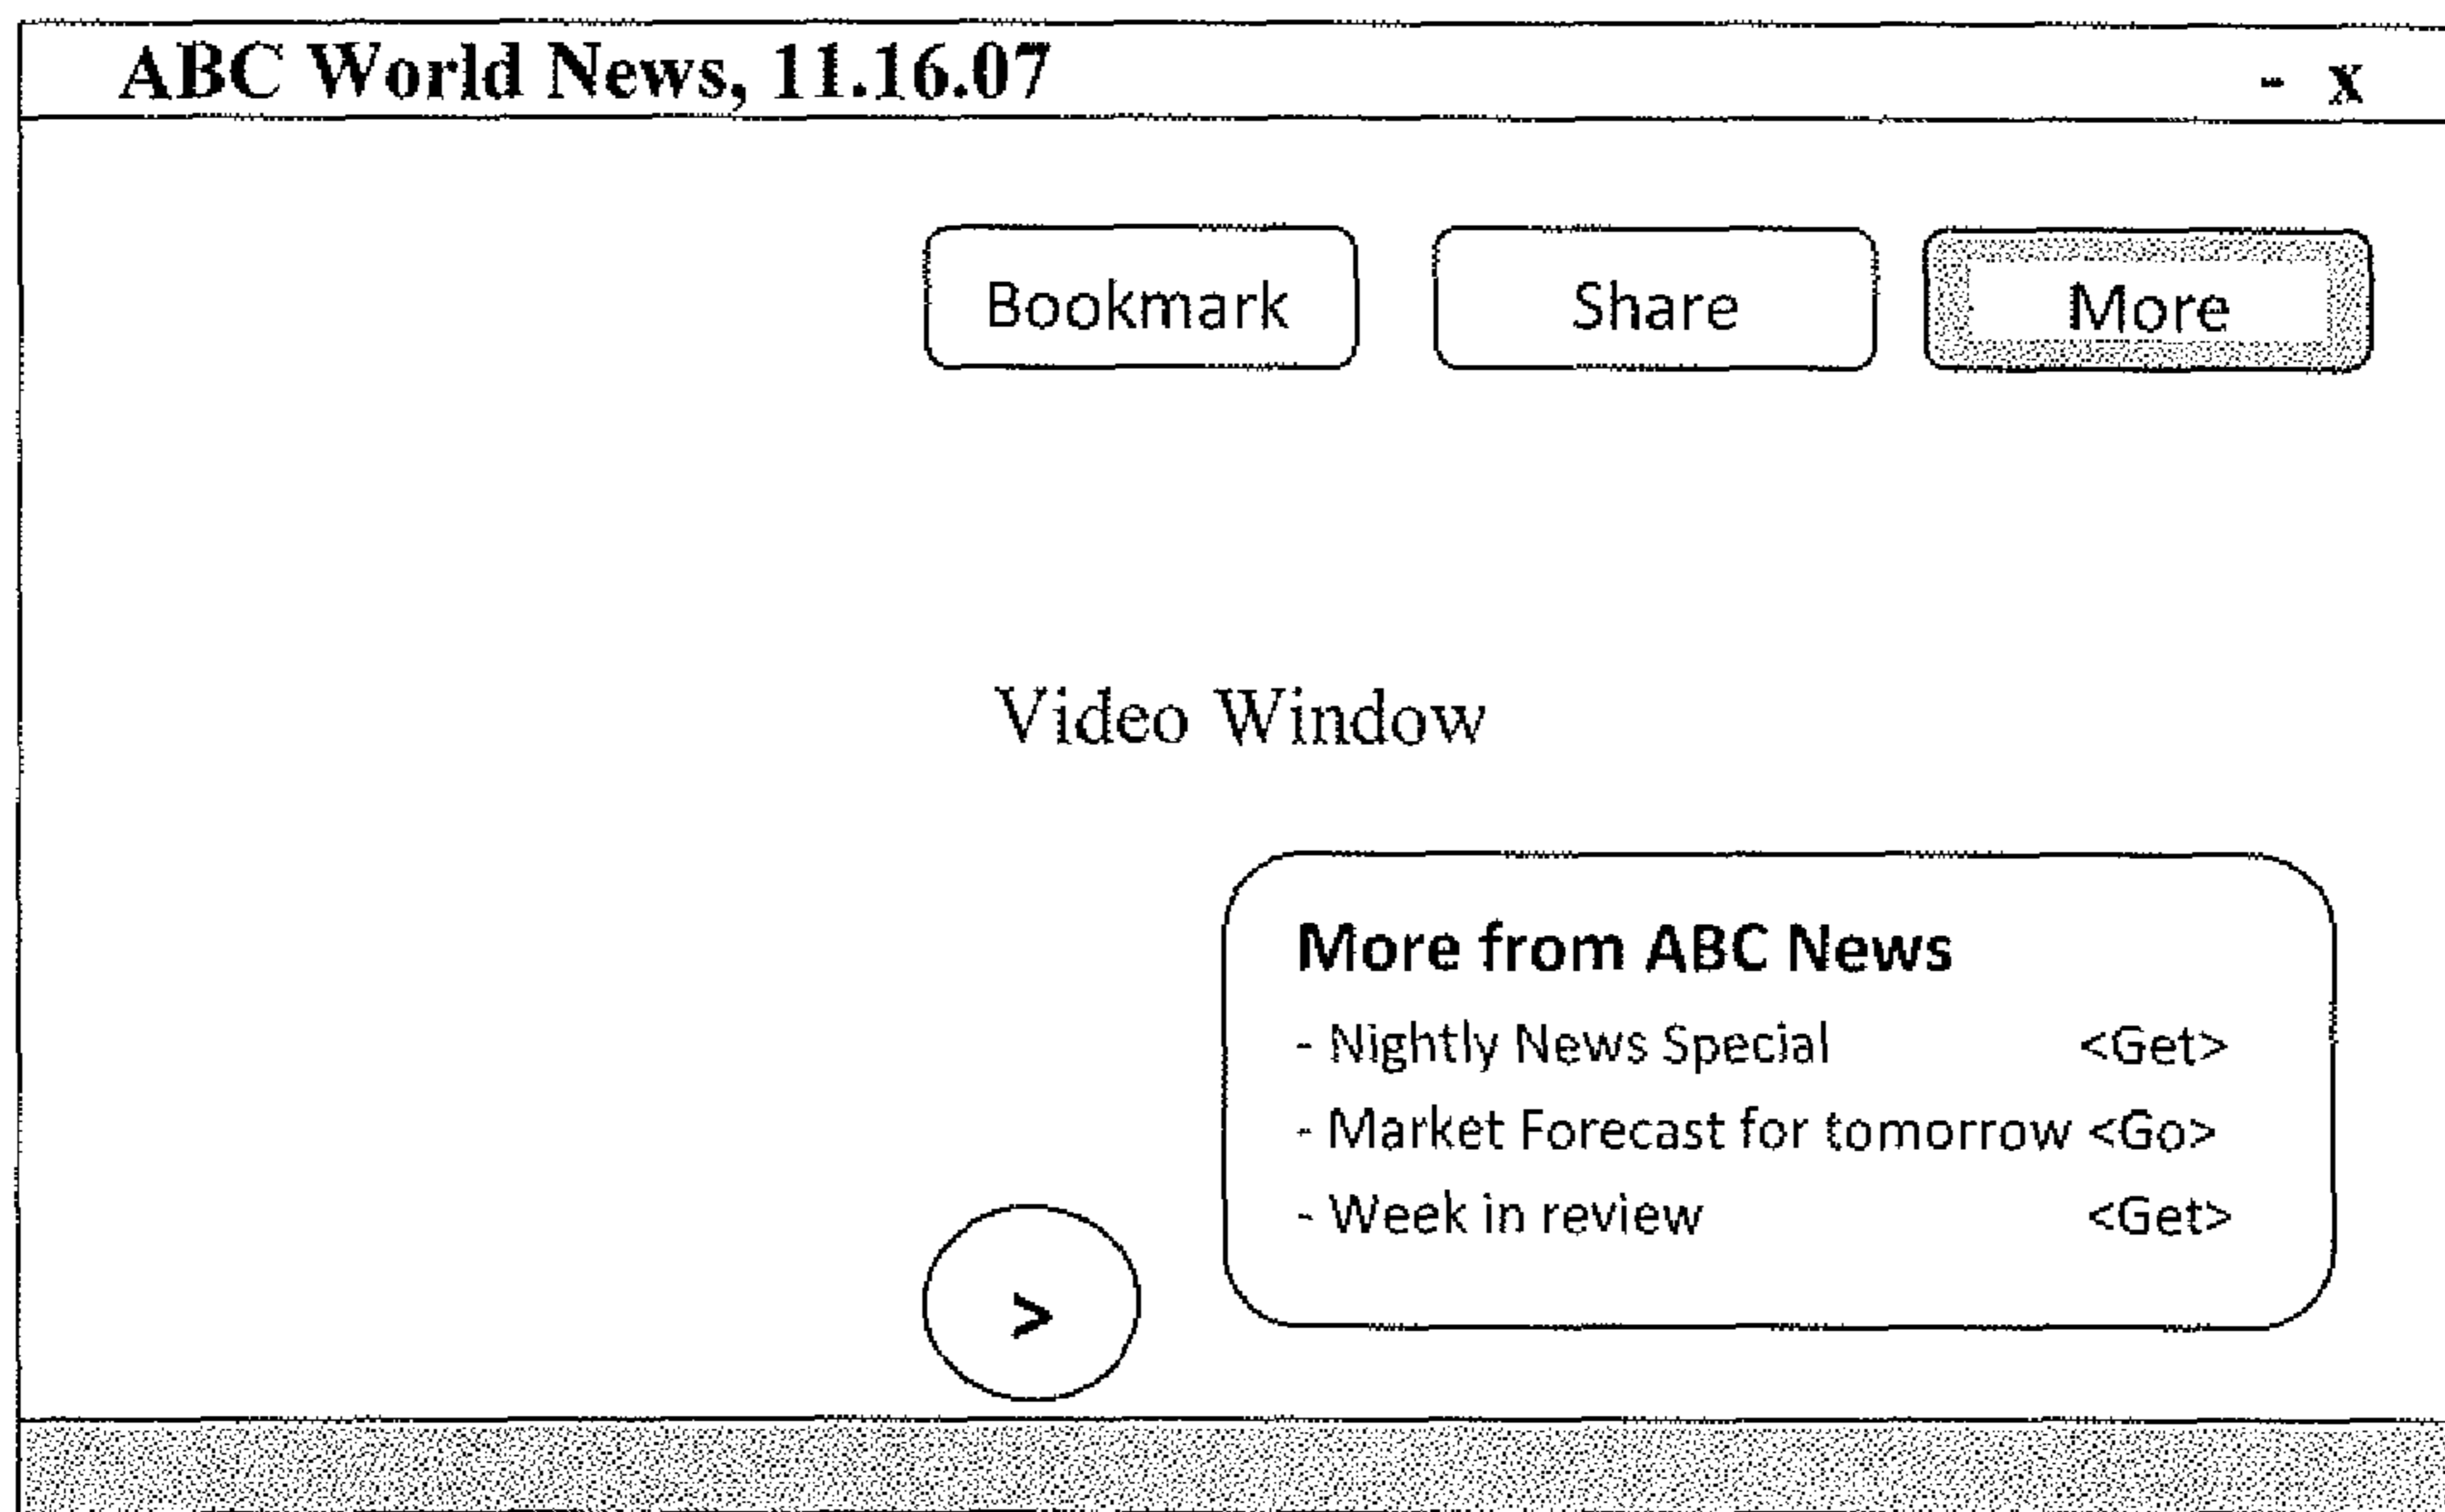 ABC World News, 11.16.07 - x
Bookmark Share More
Video Window
More from ABC News
- Nightly News Special <Get>
- Market Forecast for tomorrow <Go>
- Week in review <Get>
>